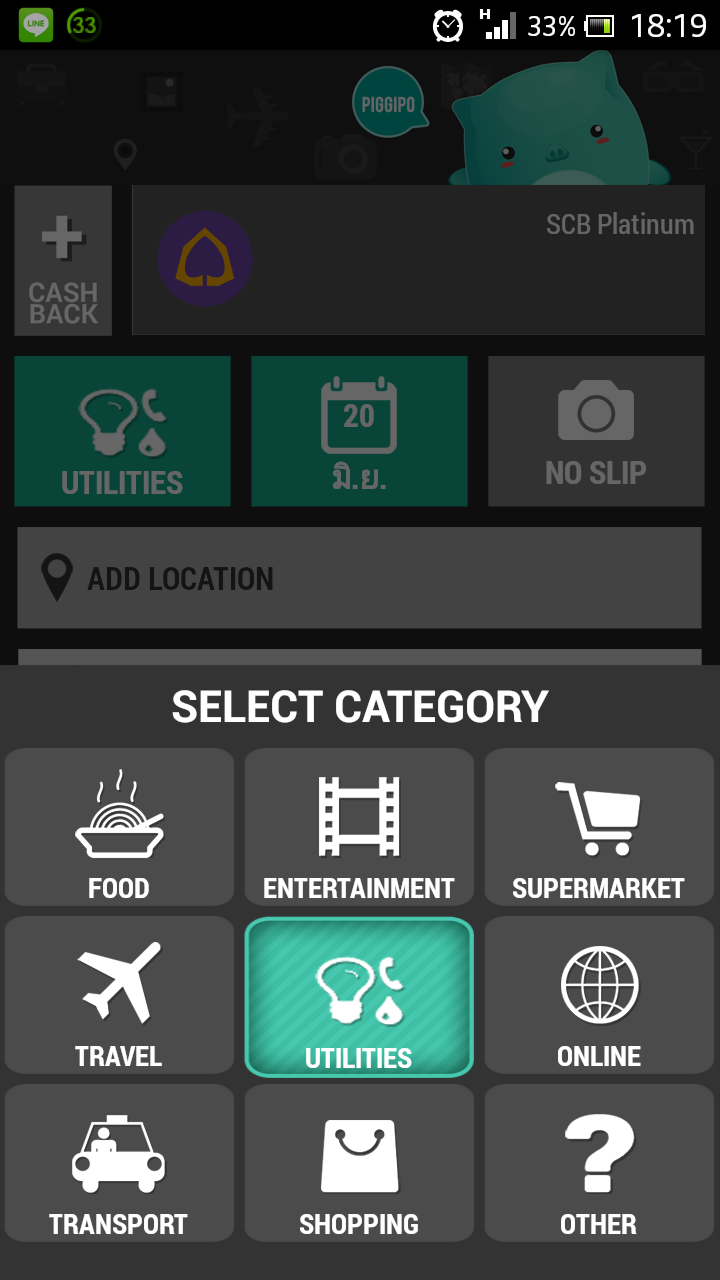 LINE
33
H
33%
18:19
PIGGIPO
CASH
BACK
SCB Platinum
UTILITIES
20
มิ.ย.
NO SLIP
ADD LOCATION
SELECT CATEGORY
FOOD
ENTERTAINMENT
SUPERMARKET
TRAVEL
UTILITIES
ONLINE
TRANSPORT
SHOPPING
OTHER